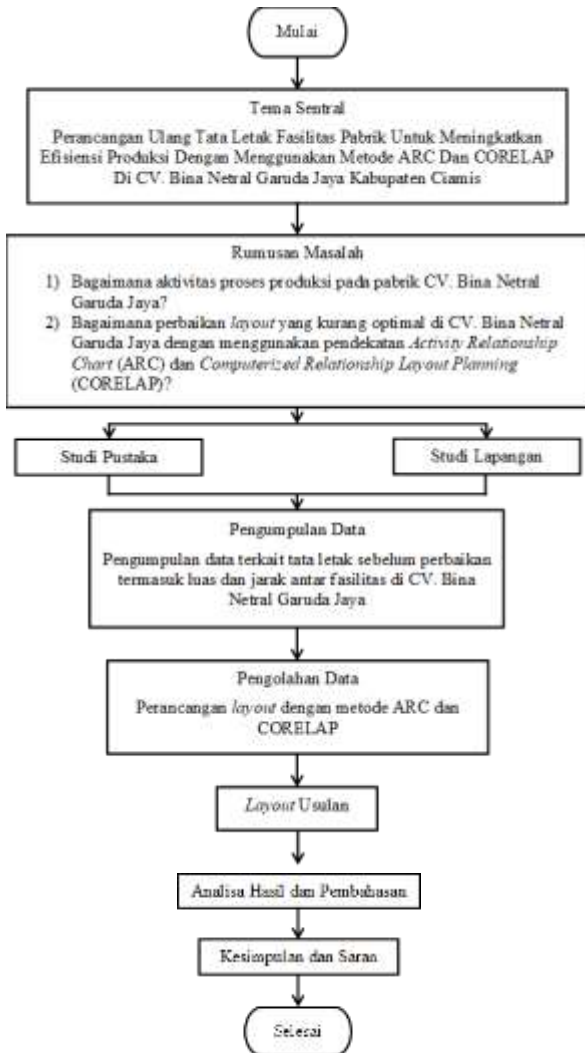 Mulai
Tema Sentral
Perancangan Ulang Tata Letak Fasilitas Pabrik Untuk Meningkatkan
Efisiensi Produksi Dengan Menggunakan Metode ARC Dan CORELAP
Di CV. Bina Netral Garuda Jaya Kabupaten Ciamis
Rumusan Masalah
1) Bagaimana aktivitas proses produksi pada pabrik CV. Bina Netral
Garuda Jaya?
2) Bagaimana perbaikan layout yang kurang optimal di CV. Bina Netral
Garuda Jaya dengan menggunakan pendekatan Activity Relationship
Chart (ARC) dan Computerized Relationship Layout Planning
(CORELAP)?
Studi Pustaka
Studi Lapangan
Pengumpulan Data
Pengumpulan data terkait tata letak sebelum perbaikan
termasuk luas dan jarak antar fasilitas di CV. Bina
Netral Garuda Jaya
Pengolahan Data
Perancangan layout dengan metode ARC dan
CORELAP
Layout Usulan
Analisa Hasil dan Pembahasan
Kesimpulan dan Saran
Selesai